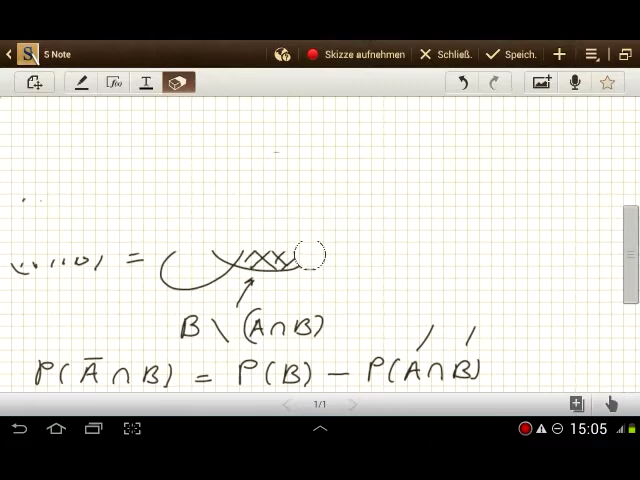 S Note
Skizze aufnehmen
Schließ.
Speich.
f(x)
T
=
B \ (A ∩ B)
P( A̅ ∩ B) = P(B) − P(A ∩ B)
1/1
15:05